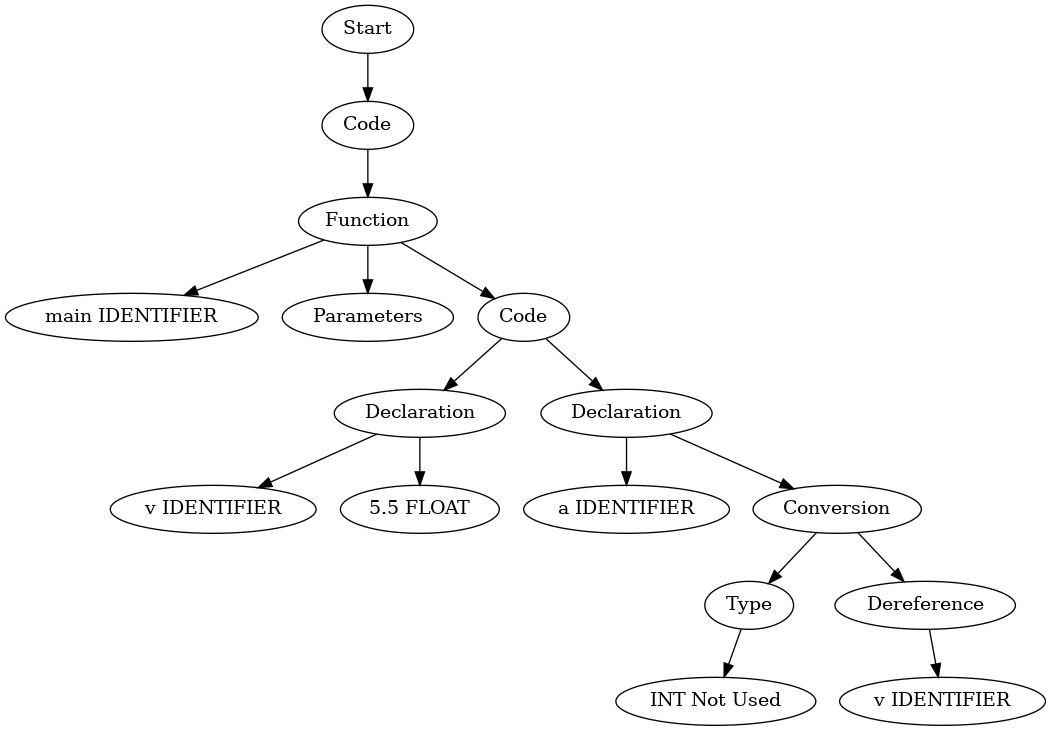 Start
Code
Function
main IDENTIFIER
Parameters
Code
Declaration
Declaration
v IDENTIFIER
5.5 FLOAT
a IDENTIFIER
Conversion
Type
Dereference
INT Not Used
v IDENTIFIER